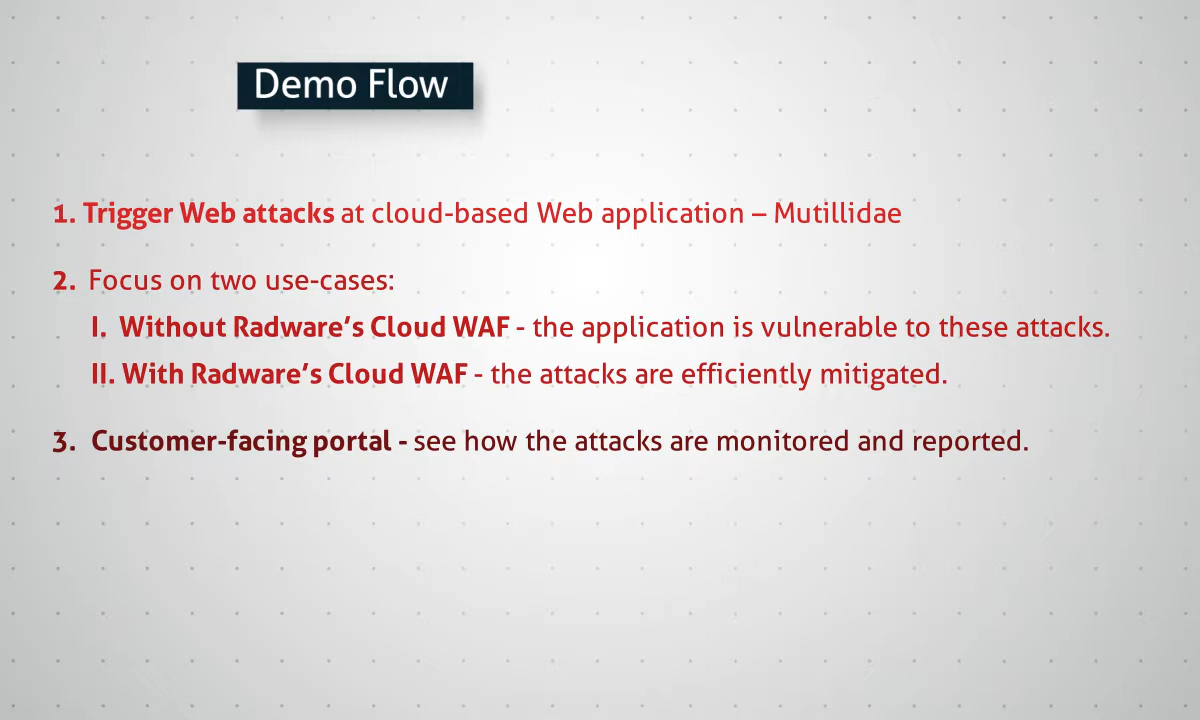 Demo Flow
1. Trigger Web attacks at cloud-based Web application – Mutillidae
2. Focus on two use-cases:
I. Without Radware’s Cloud WAF - the application is vulnerable to these attacks.
II. With Radware’s Cloud WAF - the attacks are efficiently mitigated.
3. Customer-facing portal - see how the attacks are monitored and reported.